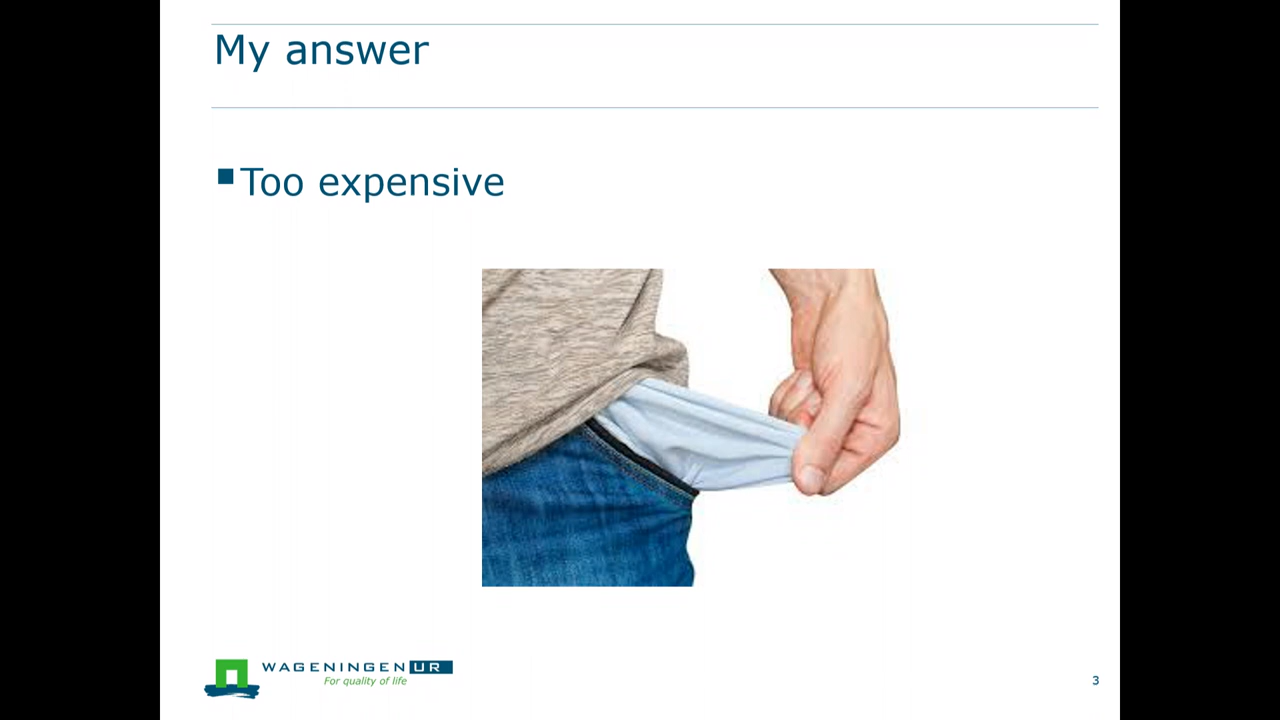 My answer
Too expensive
WAGENINGEN UR
For quality of life
3